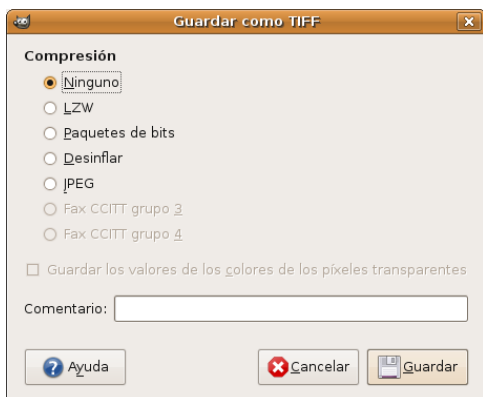 Guardar como TIFF
Compresión
Ninguno
LZW
Paquetes de bits
Desinflar
JPEG
Fax CCITT grupo 3
Fax CCITT grupo 4
Guardar los valores de los colores de los píxeles transparentes
Comentario:
Ayuda
Cancelar
Guardar